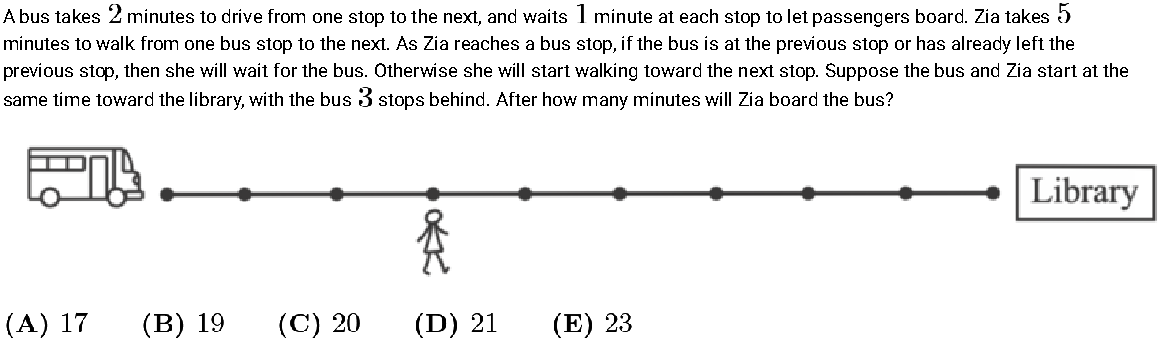 A bus takes 2 minutes to drive from one stop to the next, and waits 1 minute at each stop to let passengers board. Zia takes 5
minutes to walk from one bus stop to the next. As Zia reaches a bus stop, if the bus is at the previous stop or has already left the
previous stop, then she will wait for the bus. Otherwise she will start walking toward the next stop. Suppose the bus and Zia start at the
same time toward the library, with the bus 3 stops behind. After how many minutes will Zia board the bus?
Library
(A) 17 (B) 19 (C) 20 (D) 21 (E) 23